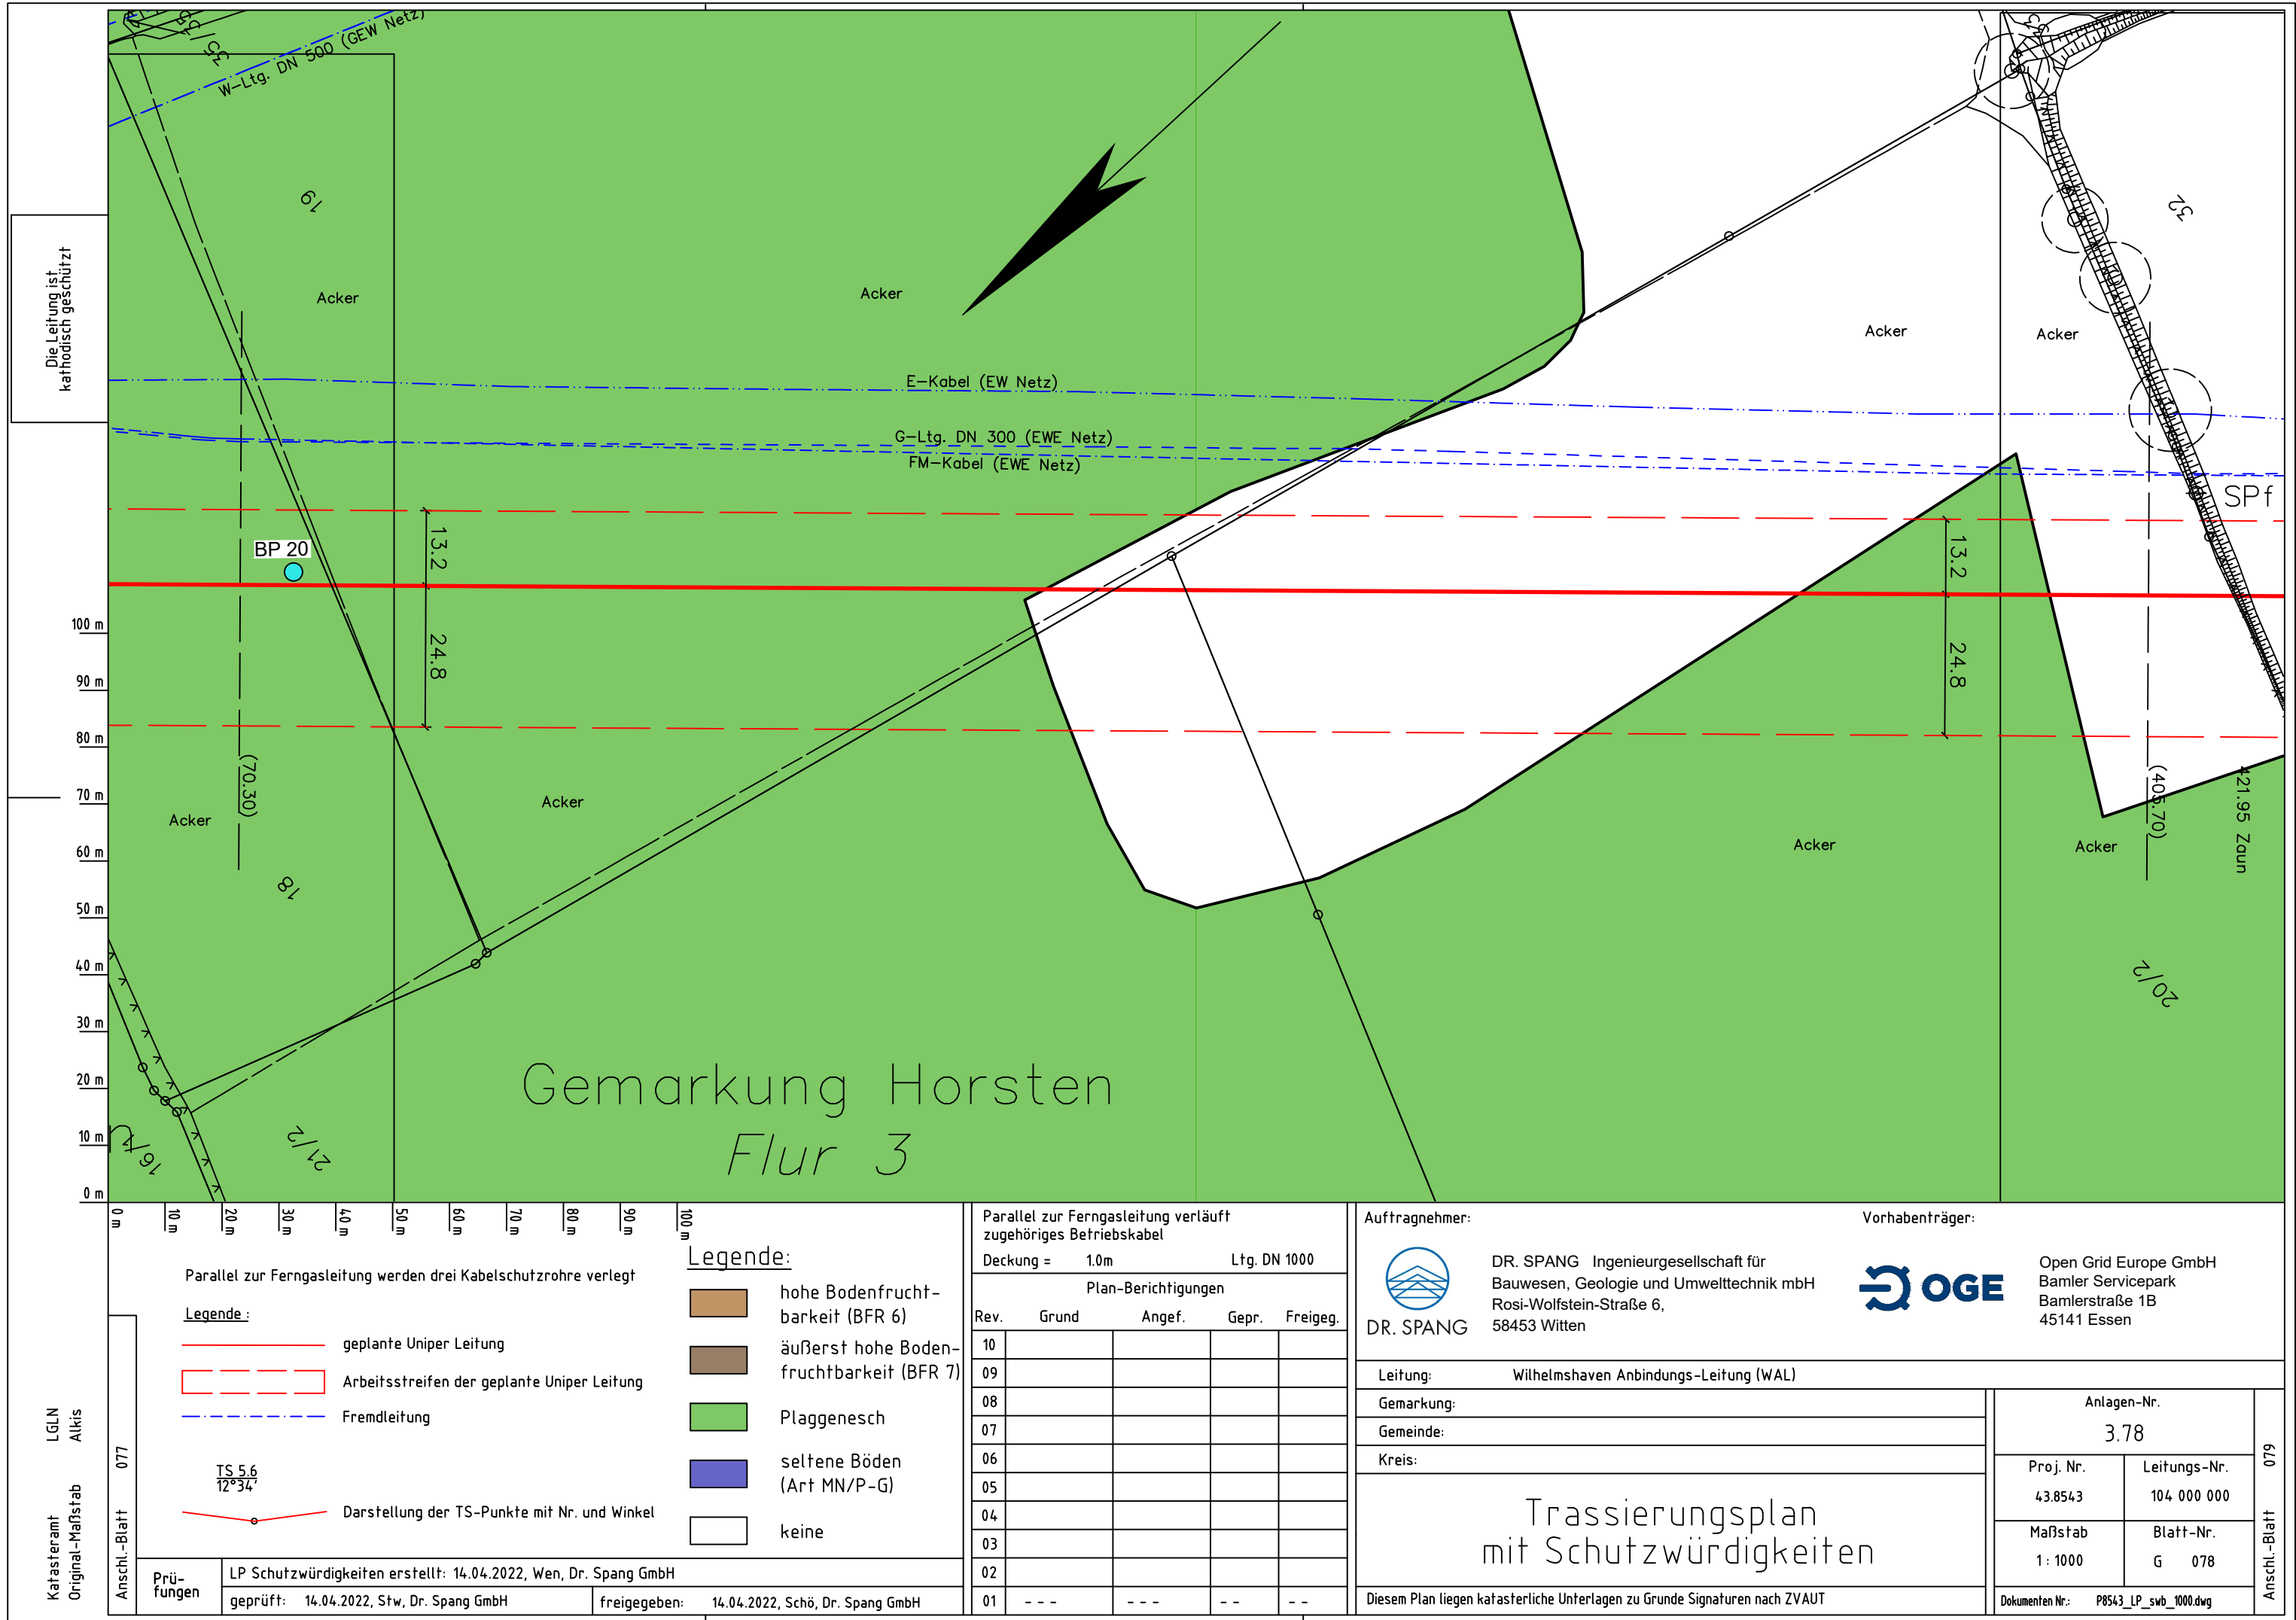 35/35
W-Ltg. DN 500 (GEW Netz)
19
32
Die Leitung ist
kathodisch geschützt
Acker
Acker
Acker
Acker
E-Kabel (EW Netz)
G-Ltg. DN 300 (EWE Netz)
FM-Kabel (EWE Netz)
SPf
BP 20
13.2
24.8
13.2
24.8
100 m
90 m
80 m
70 m
60 m
50 m
40 m
30 m
20 m
10 m
0 m
(70.30)
(405.70)
421.95 Zaun
Acker
Acker
Acker
Acker
18
20/2
21/2
16/1
Gemarkung Horsten
Flur 3
0 m
10 m
20 m
30 m
40 m
50 m
60 m
70 m
80 m
90 m
100 m
Parallel zur Ferngasleitung werden drei Kabelschutzrohre verlegt
Legende :
geplante Uniper Leitung
Arbeitsstreifen der geplante Uniper Leitung
Fremdleitung
TS 5.6
12°34'
Darstellung der TS-Punkte mit Nr. und Winkel
Legende:
hohe Bodenfrucht-
barkeit (BFR 6)
äußerst hohe Boden-
fruchtbarkeit (BFR 7)
Plaggenesch
seltene Böden
(Art MN/P-G)
keine
Katasteramt LGLN
Original-Maßstab Alkis
Anschl.-Blatt 077
Prü-
fungen
LP Schutzwürdigkeiten erstellt: 14.04.2022, Wen, Dr. Spang GmbH
geprüft: 14.04.2022, Stw, Dr. Spang GmbH
freigegeben: 14.04.2022, Schö, Dr. Spang GmbH
Parallel zur Ferngasleitung verläuft
zugehöriges Betriebskabel
Deckung = 1.0m Ltg. DN 1000
Plan-Berichtigungen
Rev. Grund Angef. Gepr. Freigeg.
10
09
08
07
06
05
04
03
02
01 - - - - - - - - - -
Auftragnehmer:
DR. SPANG
DR. SPANG Ingenieurgesellschaft für
Bauwesen, Geologie und Umwelttechnik mbH
Rosi-Wolfstein-Straße 6,
58453 Witten
Vorhabenträger:
OGE
Open Grid Europe GmbH
Bamler Servicepark
Bamlerstraße 1B
45141 Essen
Leitung: Wilhelmshaven Anbindungs-Leitung (WAL)
Gemarkung:
Gemeinde:
Kreis:
Trassierungsplan
mit Schutzwürdigkeiten
Diesem Plan liegen katasterliche Unterlagen zu Grunde Signaturen nach ZVAUT
Anlagen-Nr.
3.78
Proj. Nr. Leitungs-Nr.
43.8543 104 000 000
Maßstab Blatt-Nr.
1 : 1000 G 078
Dokumenten Nr.: P8543_LP_swb_1000.dwg
Anschl.-Blatt 079